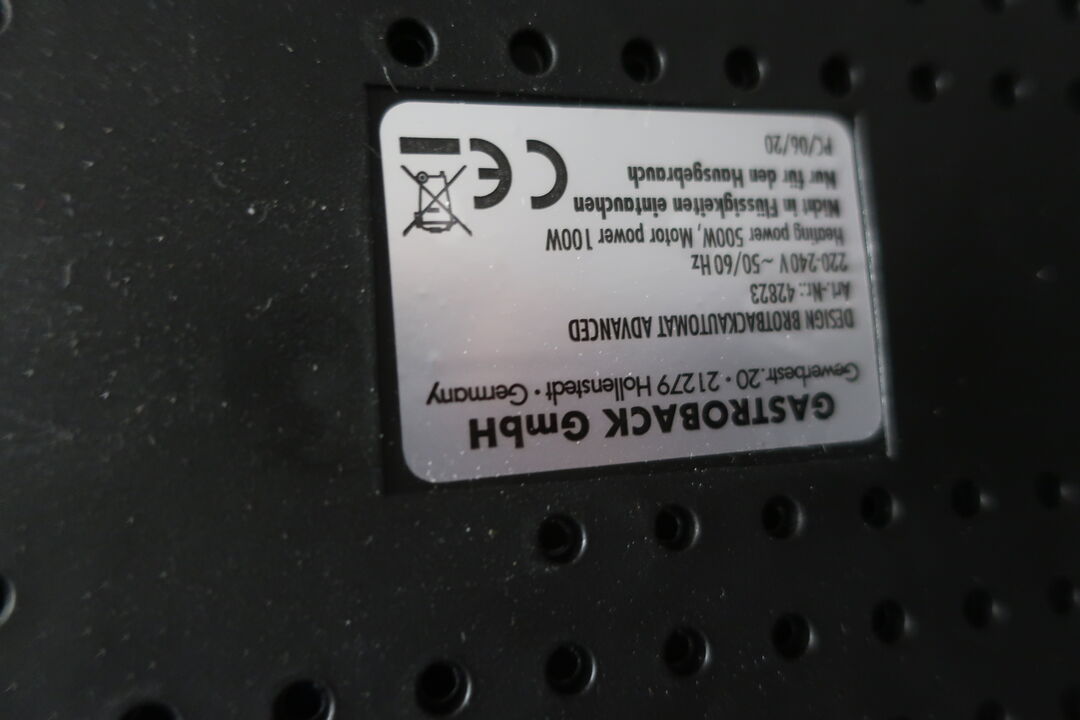 GASTROBACK GmbH
Gewerbestr.20 • 21279 Hollenstedt • Germany
DESIGN BROTBACKAUTOMAT ADVANCED
Art.-Nr.: 42823
220-240V ~ 50/60 Hz
Heating power 500W, Motor power 100W
Nicht in Flüssigkeiten eintauchen
Nur für den Hausgebrauch
PC/06/20
CE